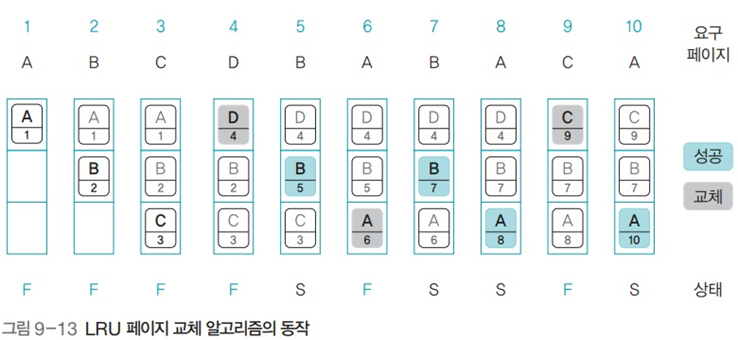 1 2 3 4 5 6 7 8 9 10 요구
페이지
A B C D B A B A C A
A A A D D D D D C C
1 1 1 4 4 4 4 4 9 9
B B B B B B B B B 성공
2 2 2 5 5 7 7 7 7
C C C A A A A A 교체
3 3 3 6 6 8 8 10
F F F F S F S S F S 상태
그림 9-13 LRU 페이지 교체 알고리즘의 동작